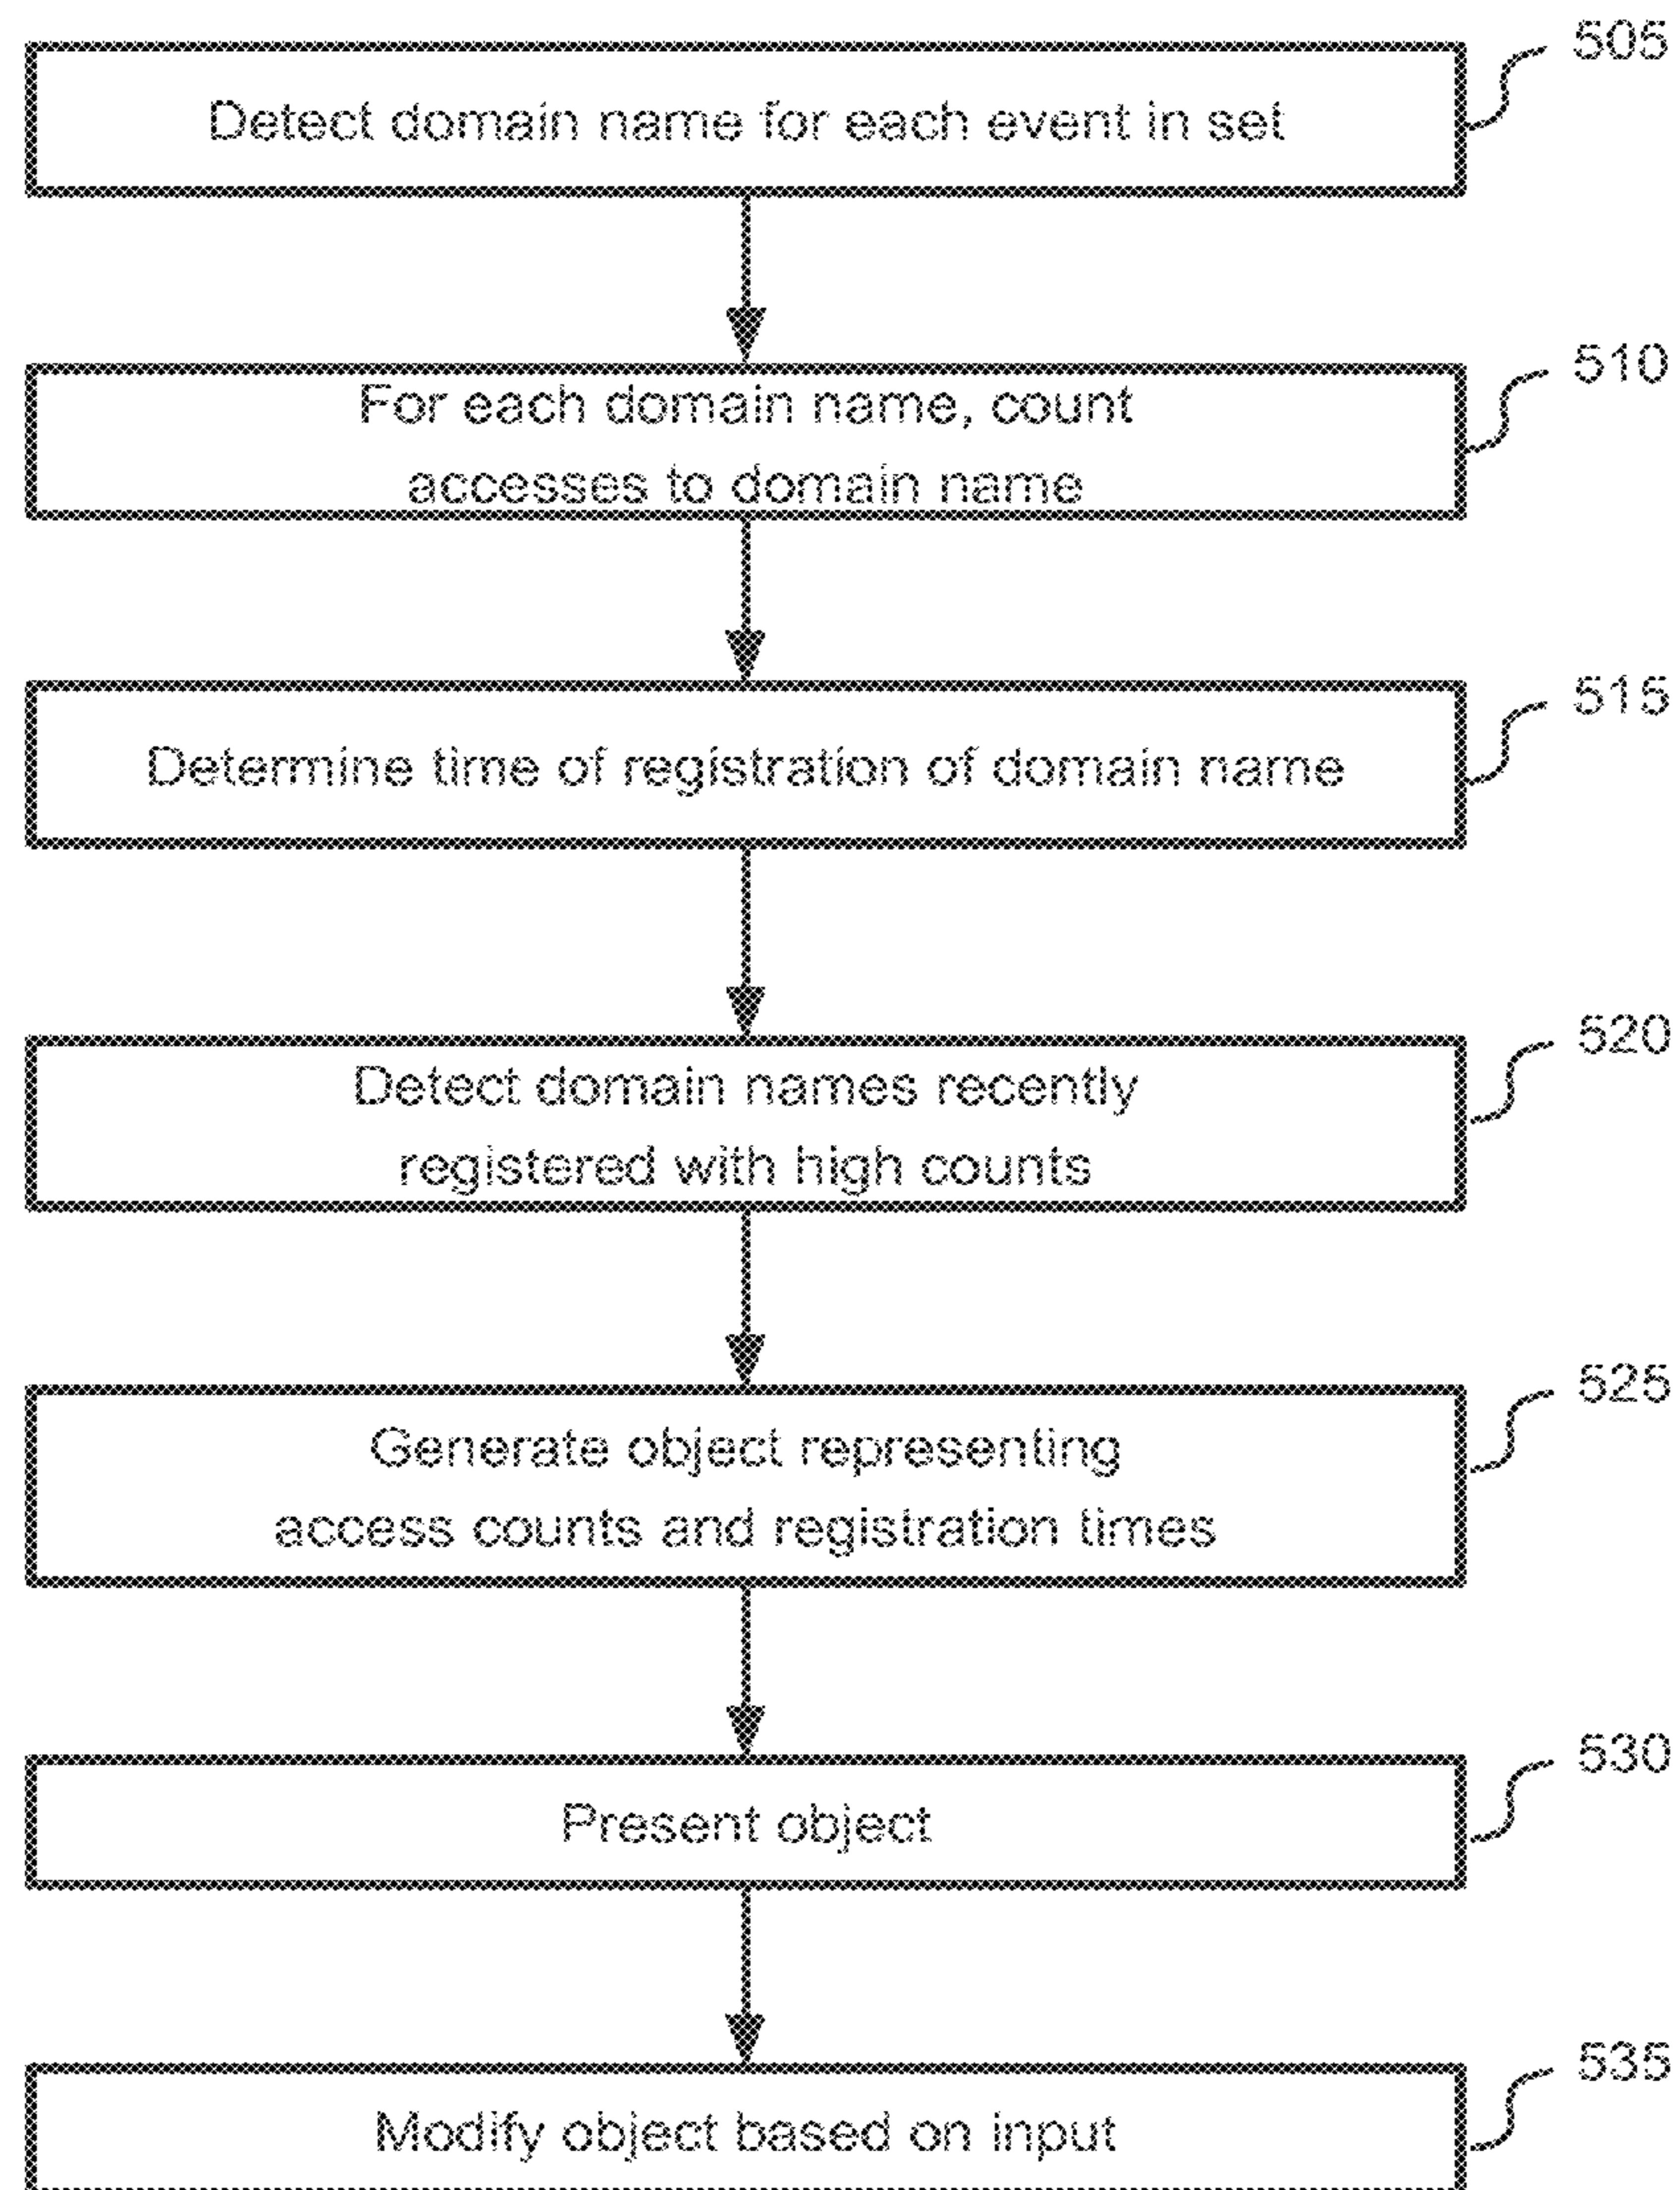 505
Detect domain name for each event in set
510
For each domain name, count
accesses to domain name
515
Determine time of registration of domain name
520
Detect domain names recently
registered with high counts
525
Generate object representing
access counts and registration times
530
Present object
535
Modify object based on input